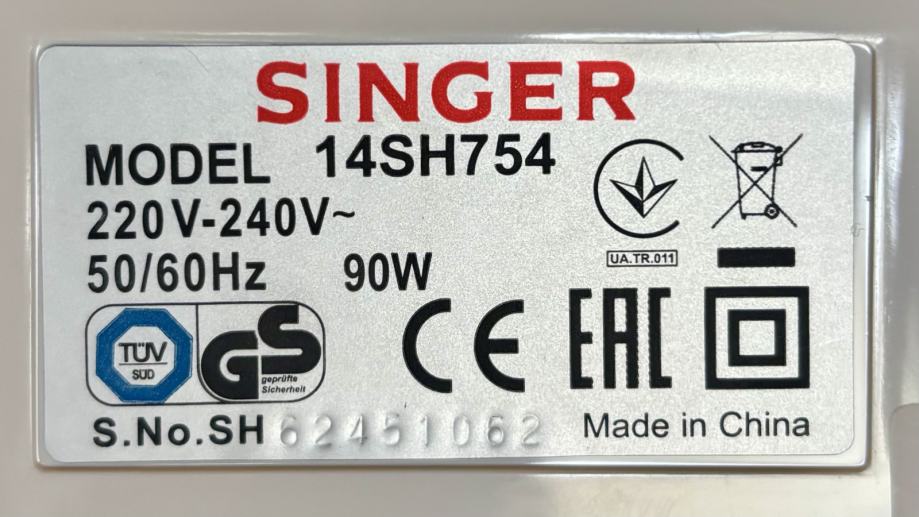 SINGER
MODEL 14SH754
220V-240V~
50/60Hz 90W
UA.TR.011
TÜV
SÜD
GS
geprüfte
Sicherheit
CE
EAC
S.No.SH 62451062
Made in China